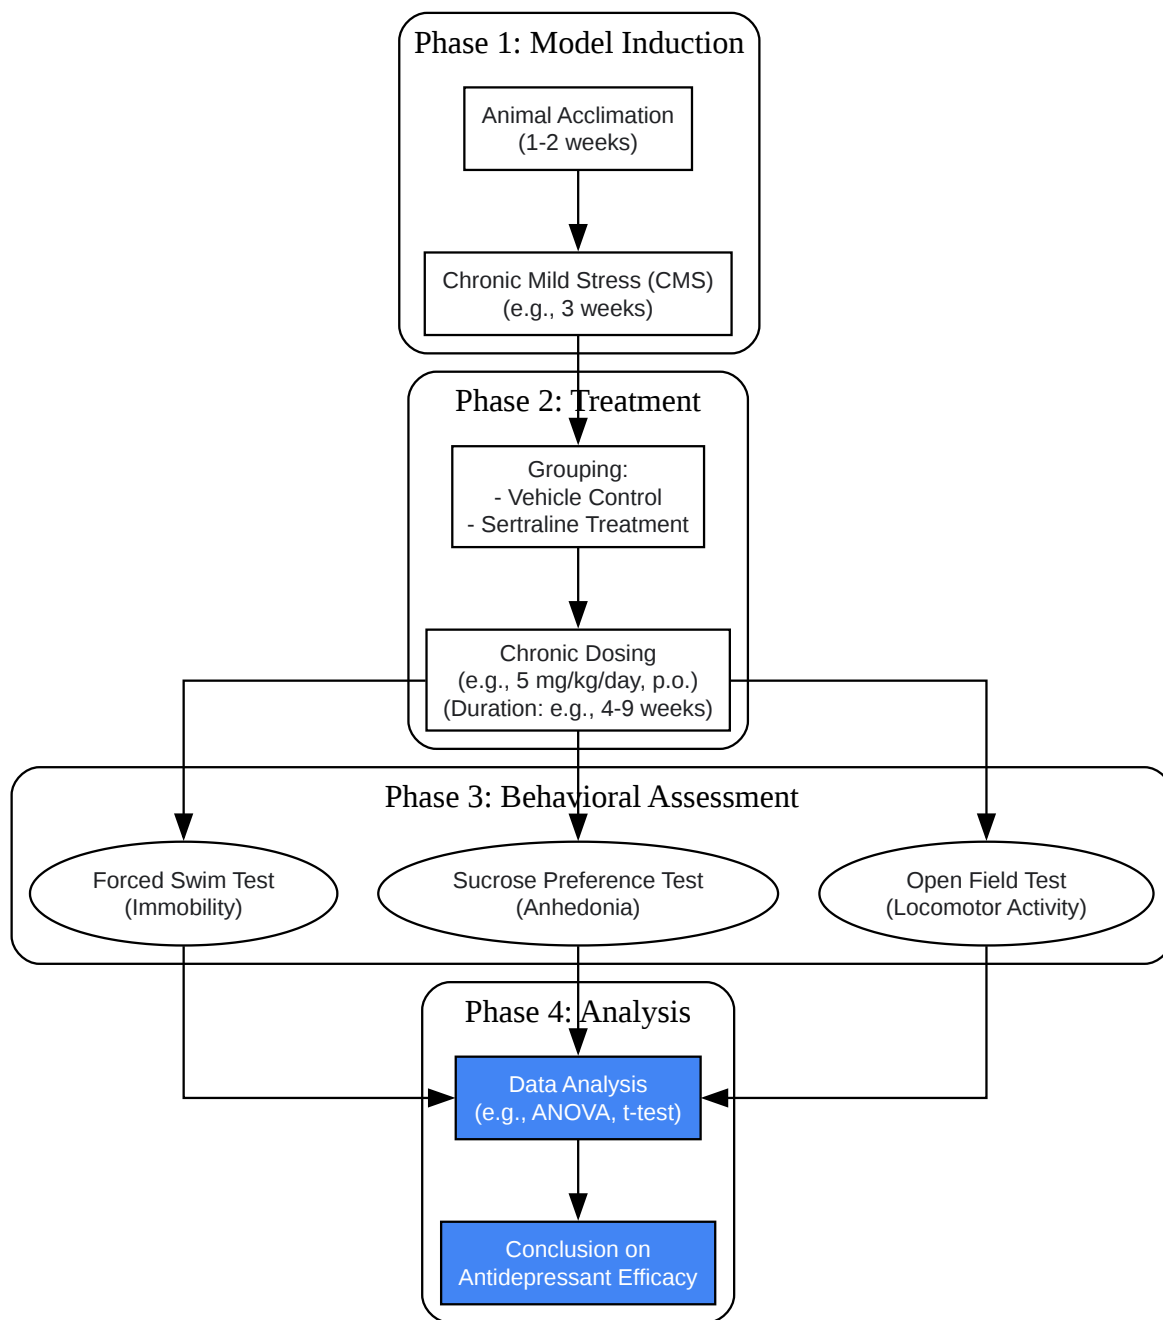 Phase 1: Model Induction
Animal Acclimation
(1-2 weeks)
Chronic Mild Stress (CMS)
(e.g., 3 weeks)
Phase 2: Treatment
Grouping:
- Vehicle Control
- Sertraline Treatment
Chronic Dosing
(e.g., 5 mg/kg/day, p.o.)
(Duration: e.g., 4-9 weeks)
Phase 3: Behavioral Assessment
Forced Swim Test
(Immobility)
Sucrose Preference Test
(Anhedonia)
Open Field Test
(Locomotor Activity)
Phase 4: Analysis
Data Analysis
(e.g., ANOVA, t-test)
Conclusion on
Antidepressant Efficacy